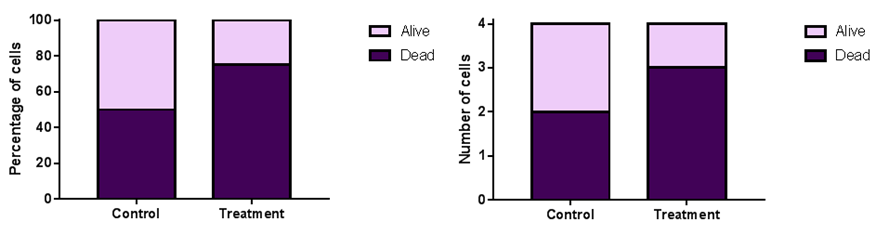 Percentage of cells
100
80
60
40
20
0
Control
Treatment
Alive
Dead
Number of cells
4
3
2
1
0
Control
Treatment
Alive
Dead